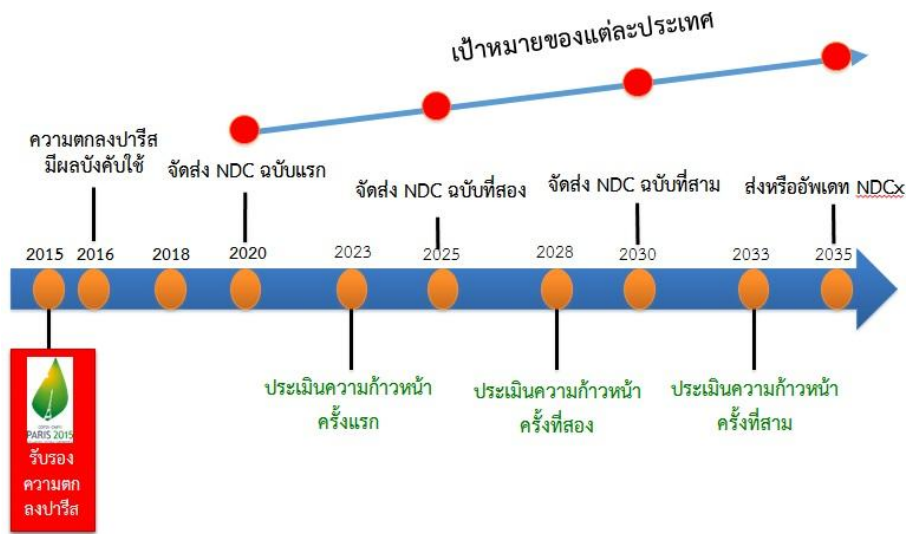 เป้าหมายของแต่ละประเทศ
ความตกลงปารีส
มีผลบังคับใช้
จัดส่ง NDC ฉบับแรก
จัดส่ง NDC ฉบับที่สอง
จัดส่ง NDC ฉบับที่สาม
ส่งหรืออัพเดท NDCx
2015 2016 2018 2020 2023 2025 2028 2030 2033 2035
ประเมินความก้าวหน้า
ครั้งแรก
ประเมินความก้าวหน้า
ครั้งที่สอง
ประเมินความก้าวหน้า
ครั้งที่สาม
PARIS 2015
รับรอง
ความตก
ลงปารีส